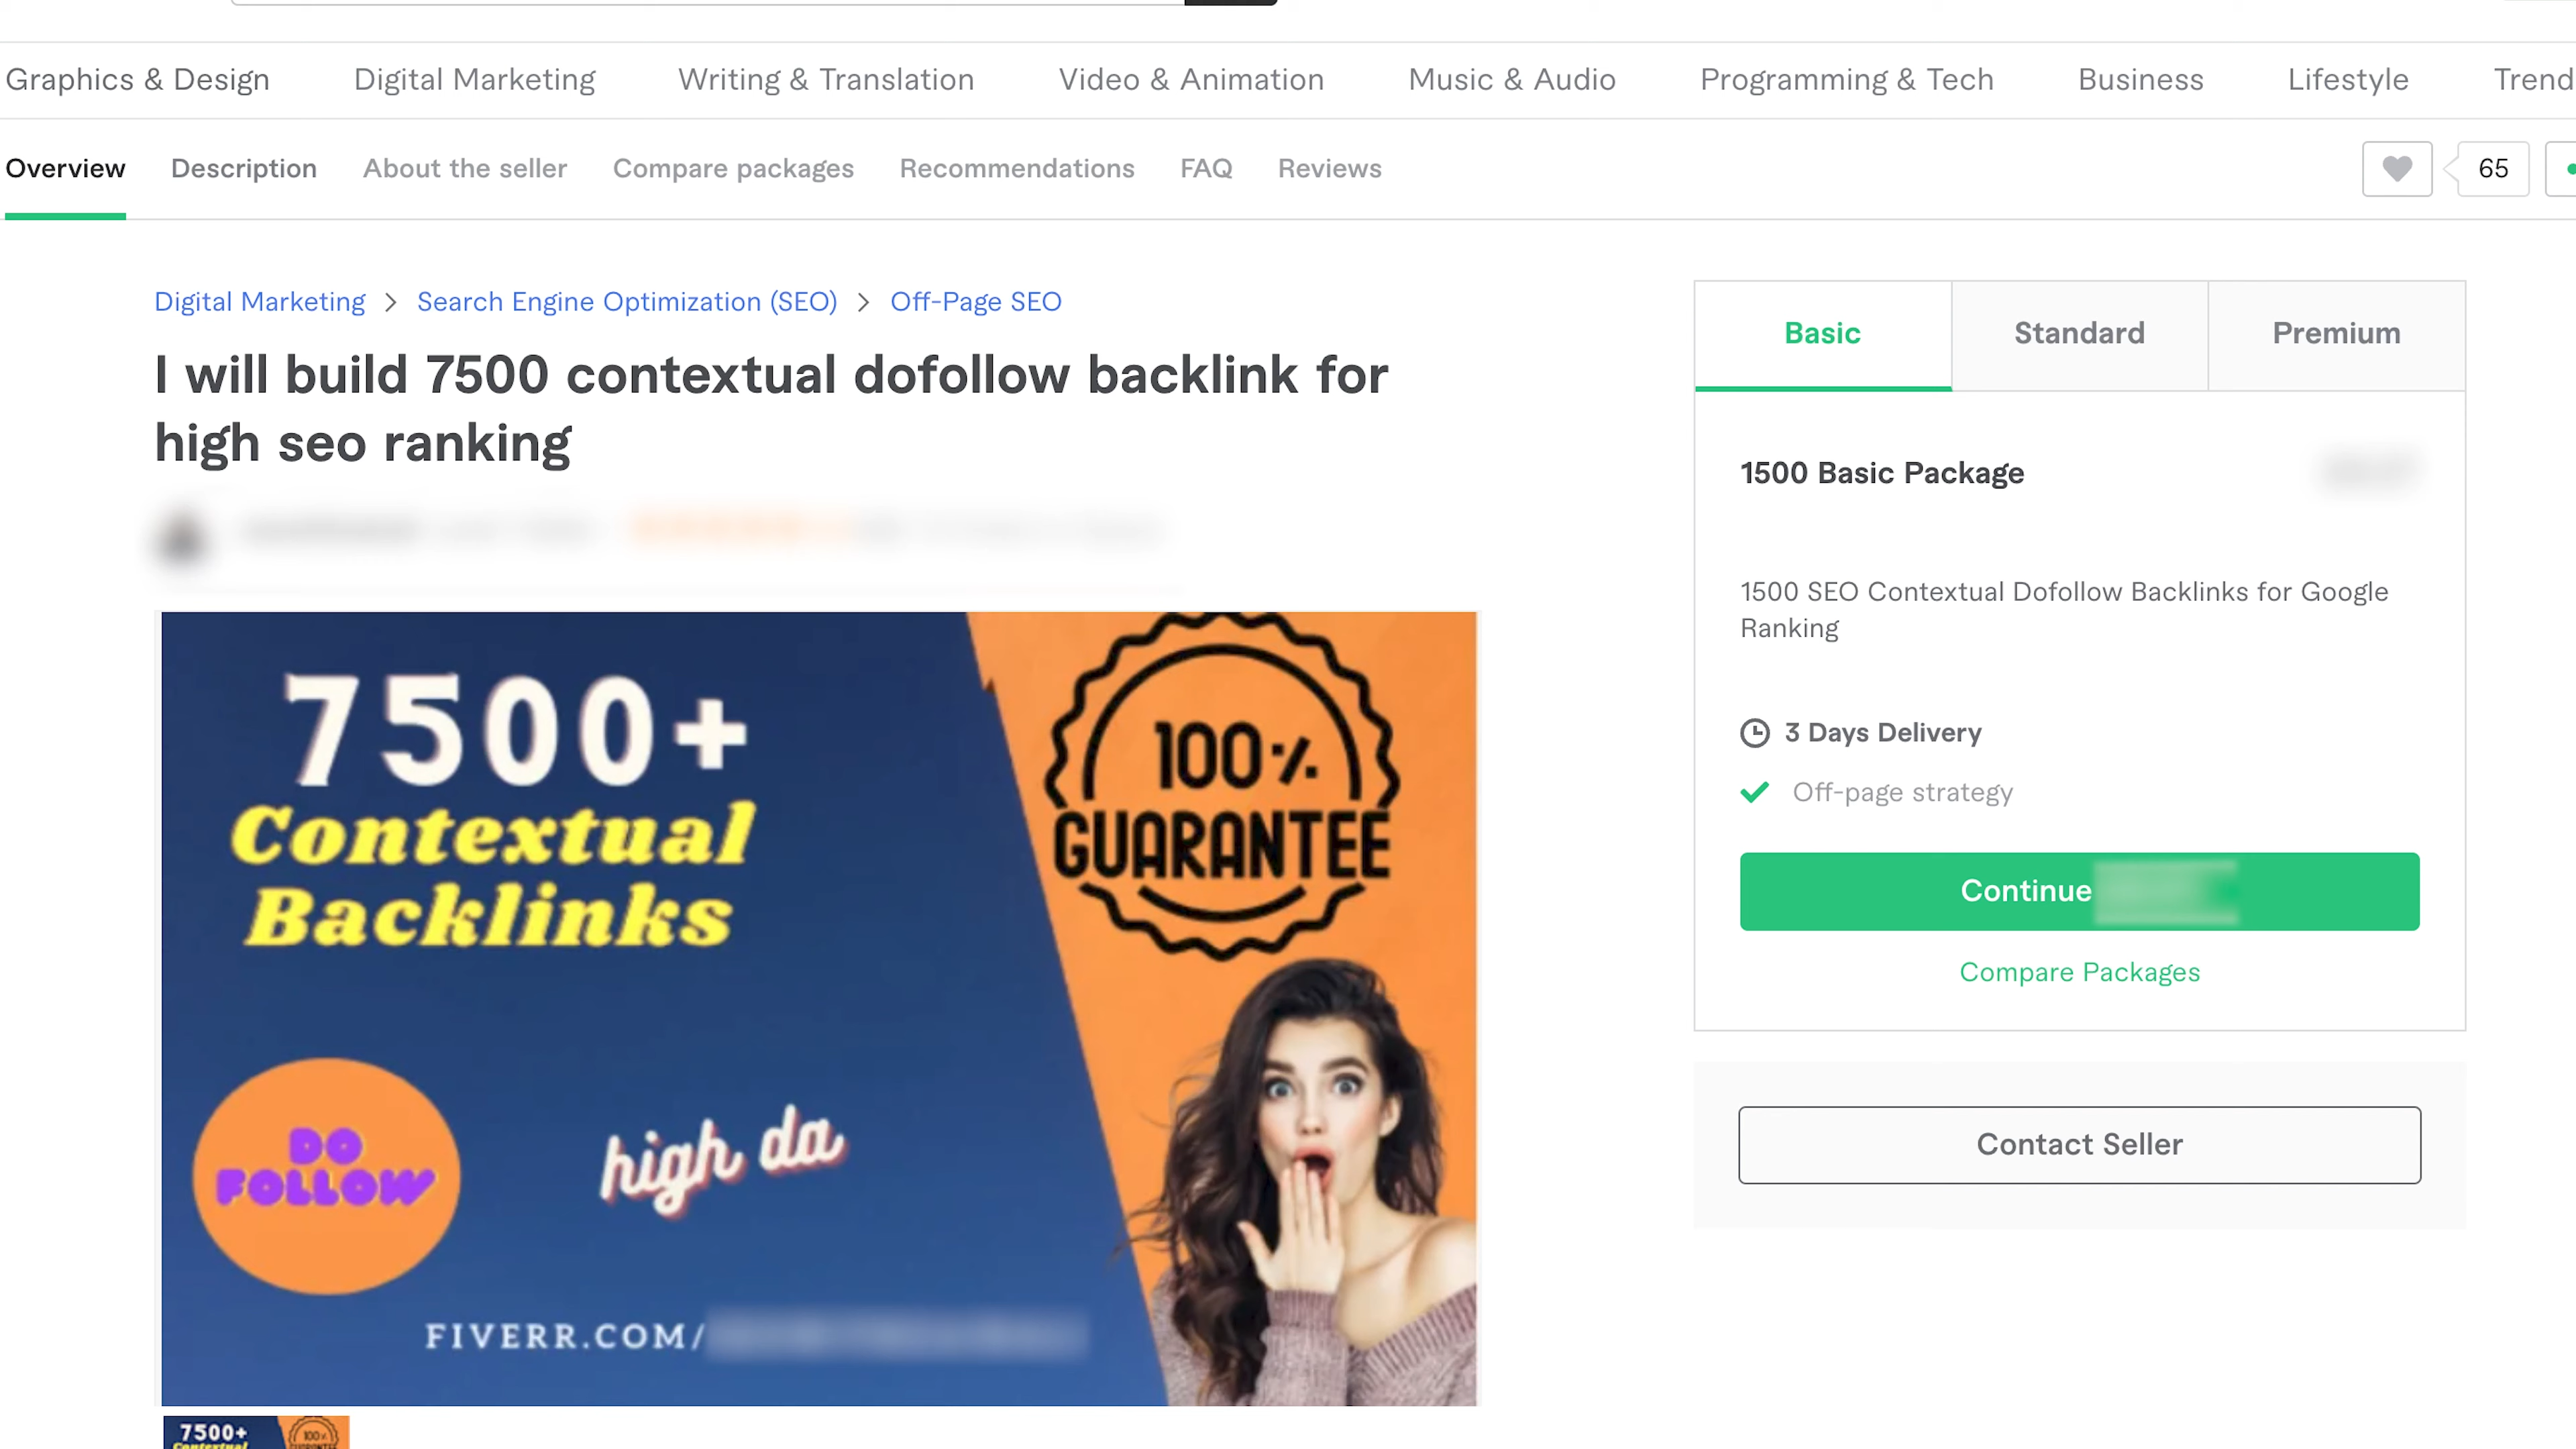 Graphics & Design Digital Marketing Writing & Translation Video & Animation Music & Audio Programming & Tech Business Lifestyle Trend
Overview Description About the seller Compare packages Recommendations FAQ Reviews 65
Digital Marketing > Search Engine Optimization (SEO) > Off-Page SEO
I will build 7500 contextual dofollow backlink for
high seo ranking
7500+
Contextual
Backlinks
100%
GUARANTEE
DO
FOLLOW
high da
FIVERR.COM/
7500+
Contextual
100%
GUARANTEE
Basic Standard Premium
1500 Basic Package
1500 SEO Contextual Dofollow Backlinks for Google
Ranking
3 Days Delivery
Off-page strategy
Continue
Compare Packages
Contact Seller